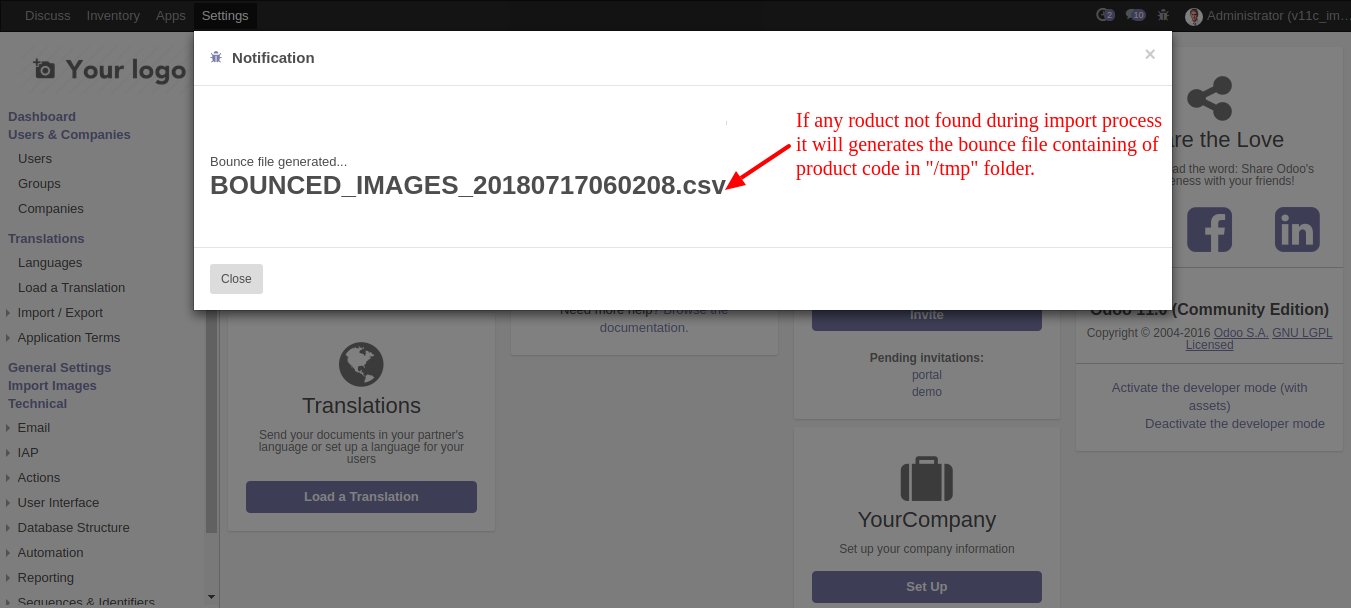 Discuss Inventory Apps Settings
2 10 Administrator (v11c_im...
Your logo
Dashboard
Users & Companies
Users
Groups
Companies
Translations
Languages
Load a Translation
Import / Export
Application Terms
General Settings
Import Images
Technical
Email
IAP
Actions
User Interface
Database Structure
Automation
Reporting
Sequences & Identifiers
Notification
×
Bounce file generated...
BOUNCED_IMAGES_20180717060208.csv
If any roduct not found during import process
it will generates the bounce file containing of
product code in "/tmp" folder.
Close
Translations
Send your documents in your partner's
language or set up a language for your
users
Load a Translation
Need more help? Browse the
documentation.
Invite
Pending invitations:
portal
demo
YourCompany
Set up your company information
Set Up
re the Love
ad the word: Share Odoo's
eness with your friends!
Odoo 11.0 (Community Edition)
Copyright © 2004-2016 Odoo S.A. GNU LGPL
Licensed
Activate the developer mode (with
assets)
Deactivate the developer mode